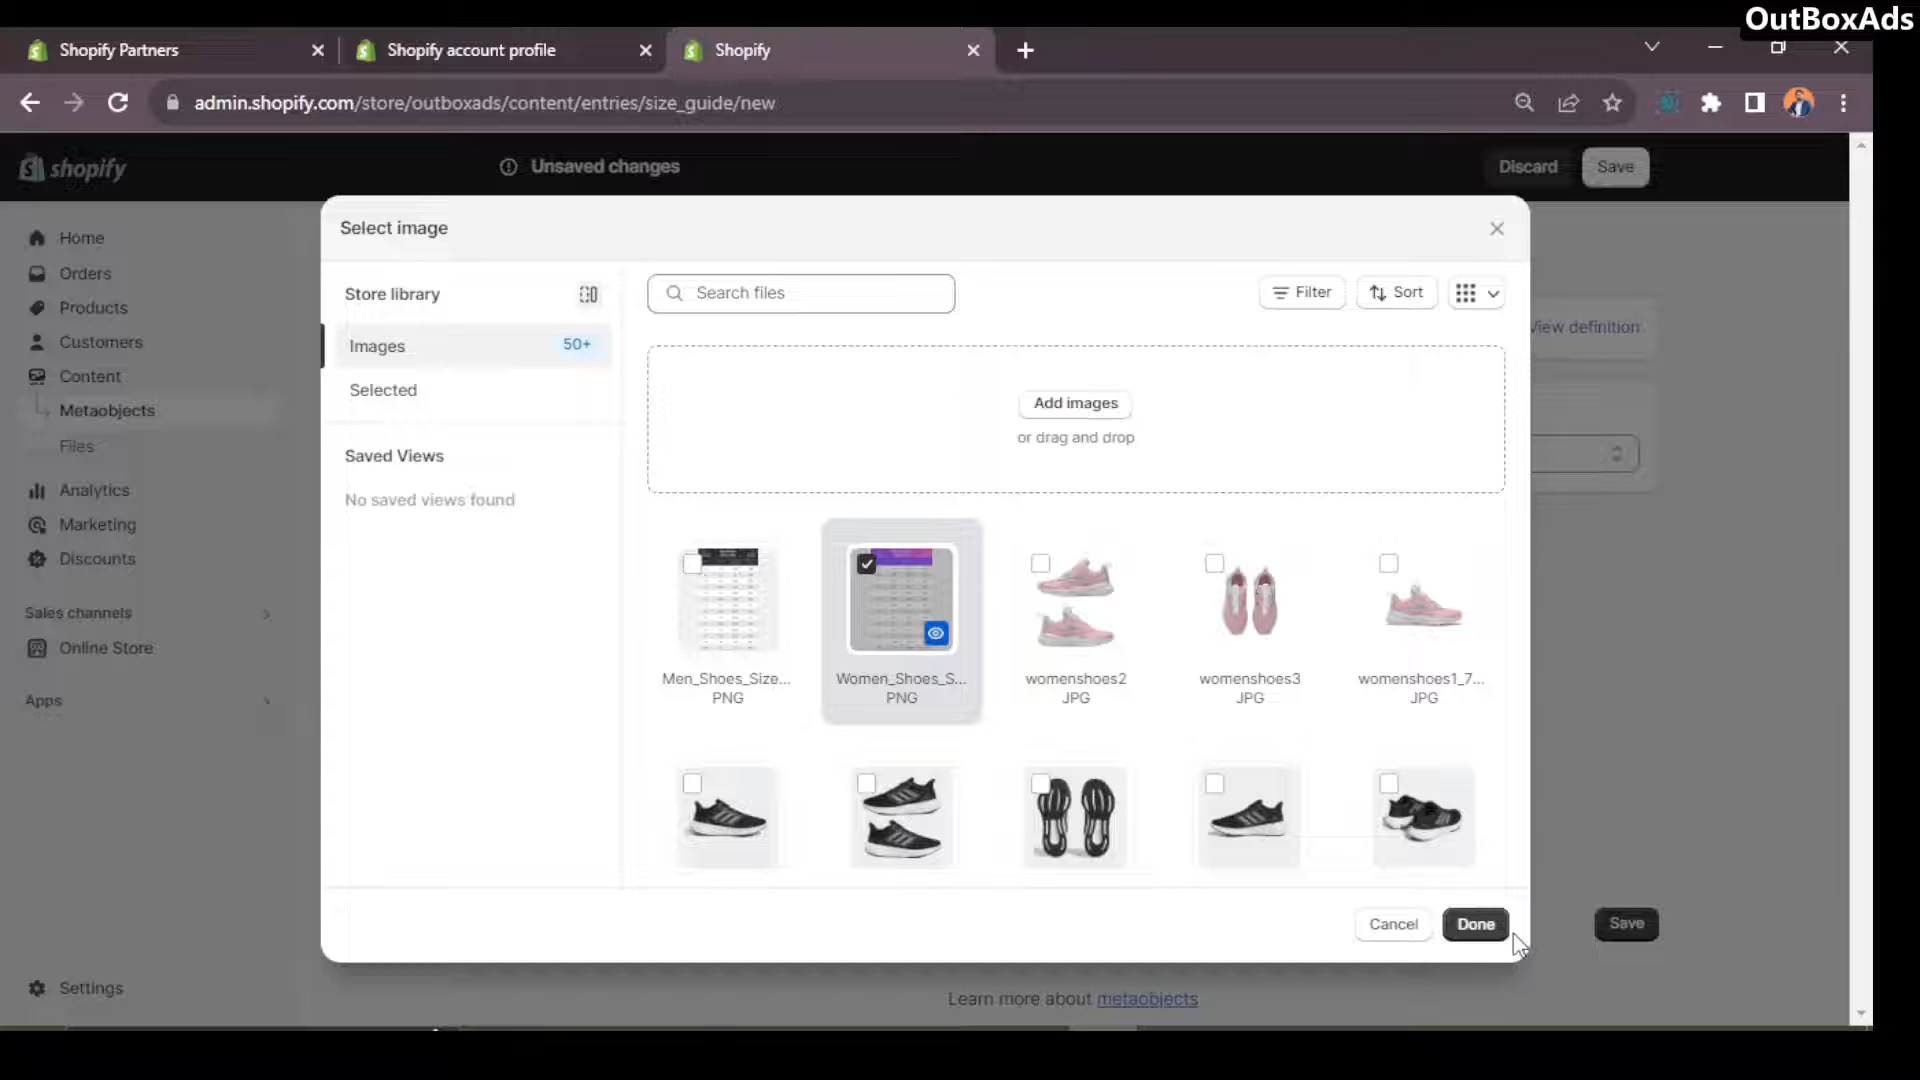 OutBoxAds
Shopify Partners
Shopify account profile
Shopify
admin.shopify.com/store/outboxads/content/entries/size_guide/new
shopify
Unsaved changes
Discard
Save
Home
Orders
Products
Customers
Content
Metaobjects
Files
Analytics
Marketing
Discounts
Sales channels
Online Store
Apps
Settings
Select image
Store library
Images
50+
Selected
Saved Views
No saved views found
Search files
Filter
Sort
Add images
or drag and drop
Men_Shoes_Size...
PNG
Women_Shoes_S...
PNG
womenshoes2
JPG
womenshoes3
JPG
womenshoes1_7...
JPG
Cancel
Done
View definition
Save
Learn more about metaobjects